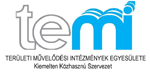 temi
TERÜLETI MŰVELŐDÉSI INTÉZMÉNYEK EGYESÜLETE
Kiemelten Közhasznú Szervezet